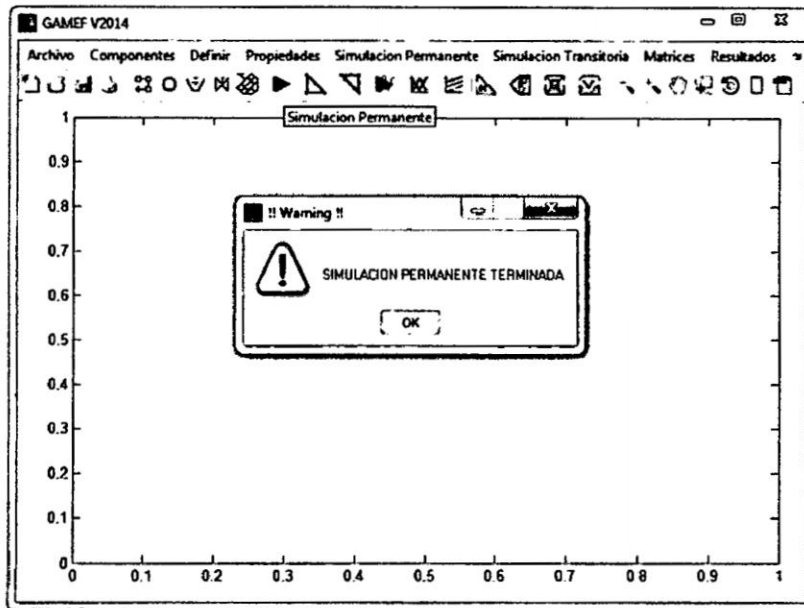 GAMEF V2014
Archivo Componentes Definir Propiedades Simulacion Permanente Simulacion Transitoria Matrices Resultados
Simulacion Permanente
1
0.9
0.8
!! Warning !!
0.7
SIMULACION PERMANENTE TERMINADA
0.6
OK
0.5
0.4
0.3
0.2
0.1
0
0 0.1 0.2 0.3 0.4 0.5 0.6 0.7 0.8 0.9 1